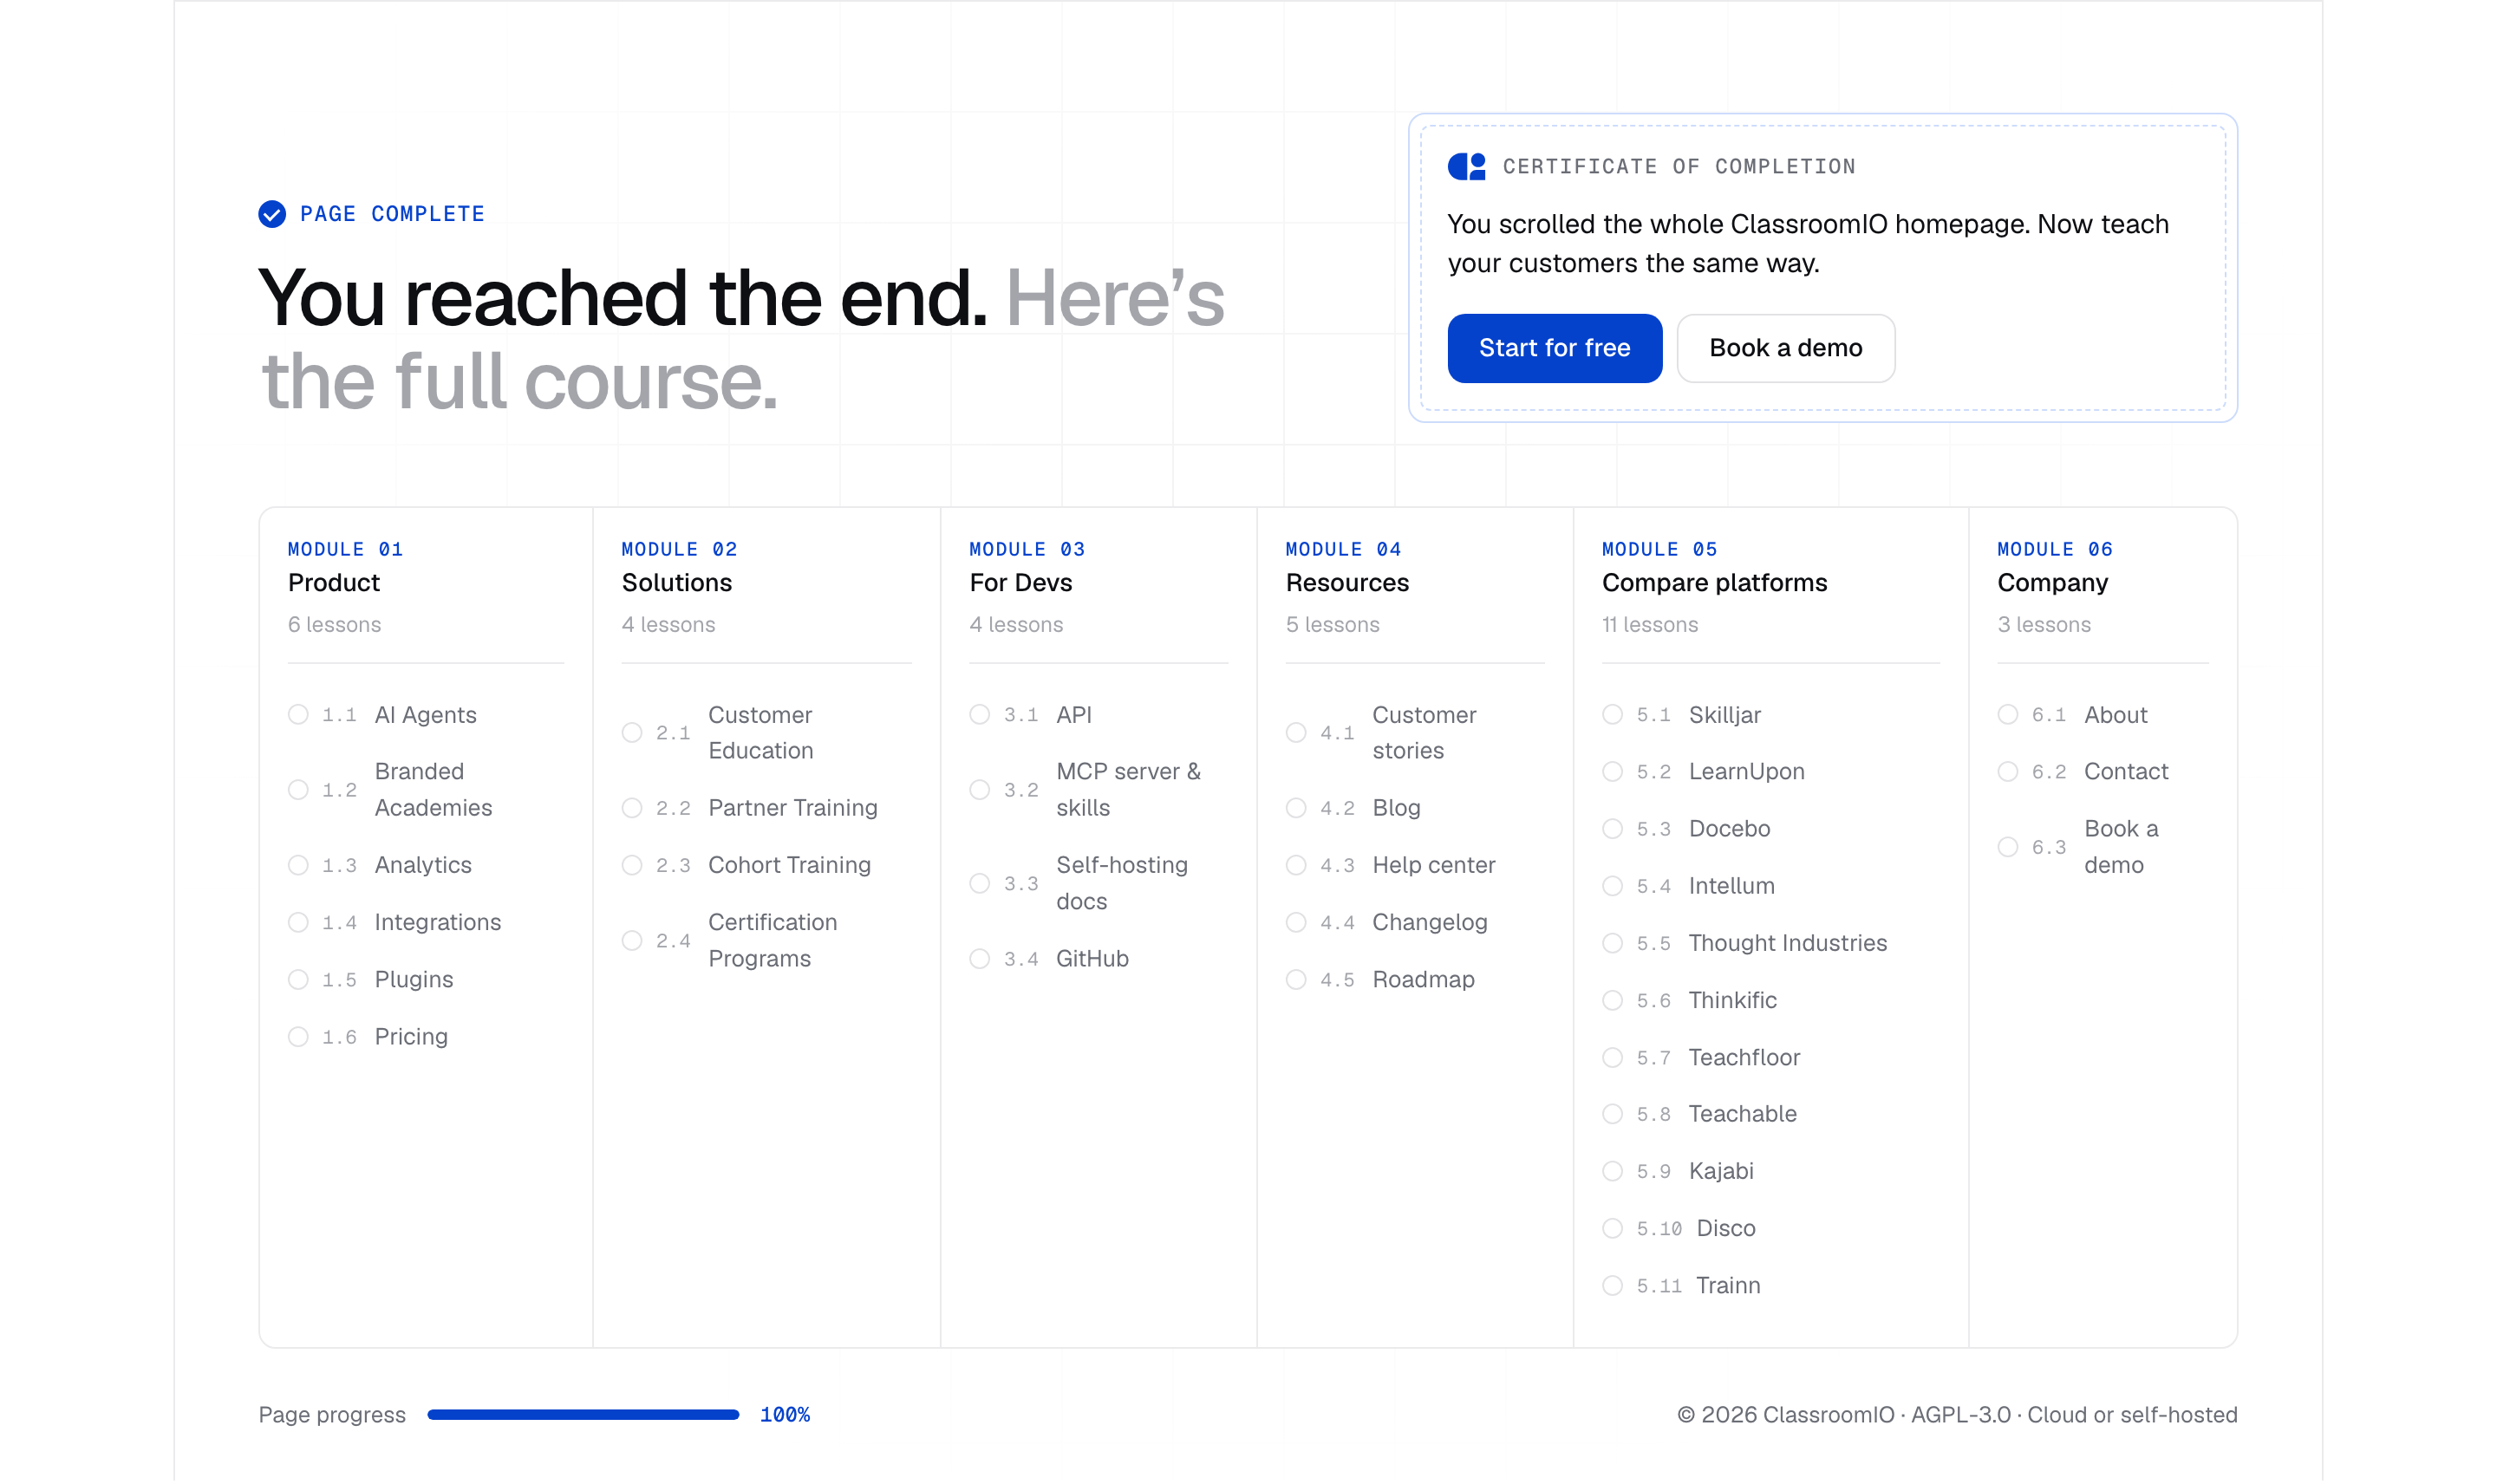 PAGE COMPLETE
You reached the end. Here’s
the full course.
CERTIFICATE OF COMPLETION
You scrolled the whole ClassroomIO homepage. Now teach
your customers the same way.
Start for free
Book a demo
MODULE 01
Product
6 lessons
1.1 AI Agents
1.2 Branded
Academies
1.3 Analytics
1.4 Integrations
1.5 Plugins
1.6 Pricing
MODULE 02
Solutions
4 lessons
2.1 Customer
Education
2.2 Partner Training
2.3 Cohort Training
2.4 Certification
Programs
MODULE 03
For Devs
4 lessons
3.1 API
3.2 MCP server &
skills
3.3 Self-hosting
docs
3.4 GitHub
MODULE 04
Resources
5 lessons
4.1 Customer
stories
4.2 Blog
4.3 Help center
4.4 Changelog
4.5 Roadmap
MODULE 05
Compare platforms
11 lessons
5.1 Skilljar
5.2 LearnUpon
5.3 Docebo
5.4 Intellum
5.5 Thought Industries
5.6 Thinkific
5.7 Teachfloor
5.8 Teachable
5.9 Kajabi
5.10 Disco
5.11 Trainn
MODULE 06
Company
3 lessons
6.1 About
6.2 Contact
6.3 Book a
demo
Page progress 100%
© 2026 ClassroomIO · AGPL-3.0 · Cloud or self-hosted